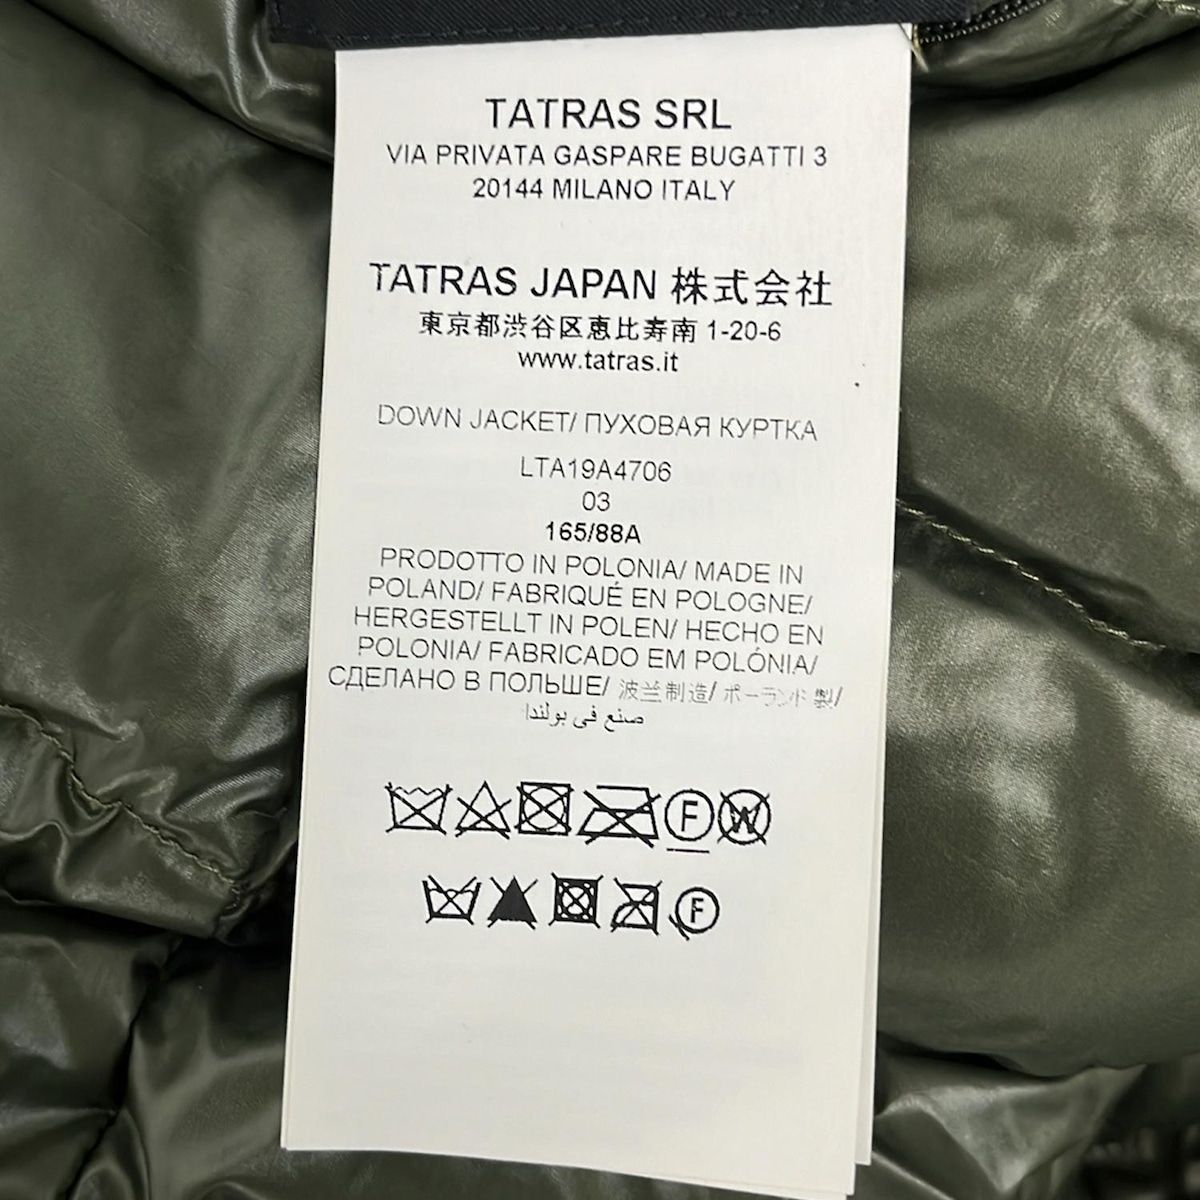 TATRAS SRL
VIA PRIVATA GASPARE BUGATTI 3
20144 MILANO ITALY
TATRAS JAPAN 株式会社
東京都渋谷区恵比寿南 1-20-6
www.tatras.it
DOWN JACKET/ ПУХОВАЯ КУРТКА
LTA19A4706
03
165/88A
PRODOTTO IN POLONIA/ MADE IN
POLAND/ FABRIQUÉ EN POLOGNE/
HERGESTELLT IN POLEN/ HECHO EN
POLONIA/ FABRICADO EM POLÓNIA/
СДЕЛАНО В ПОЛЬШЕ/ 波兰制造/ ポーランド製/
صنع في بولندا
F W
F